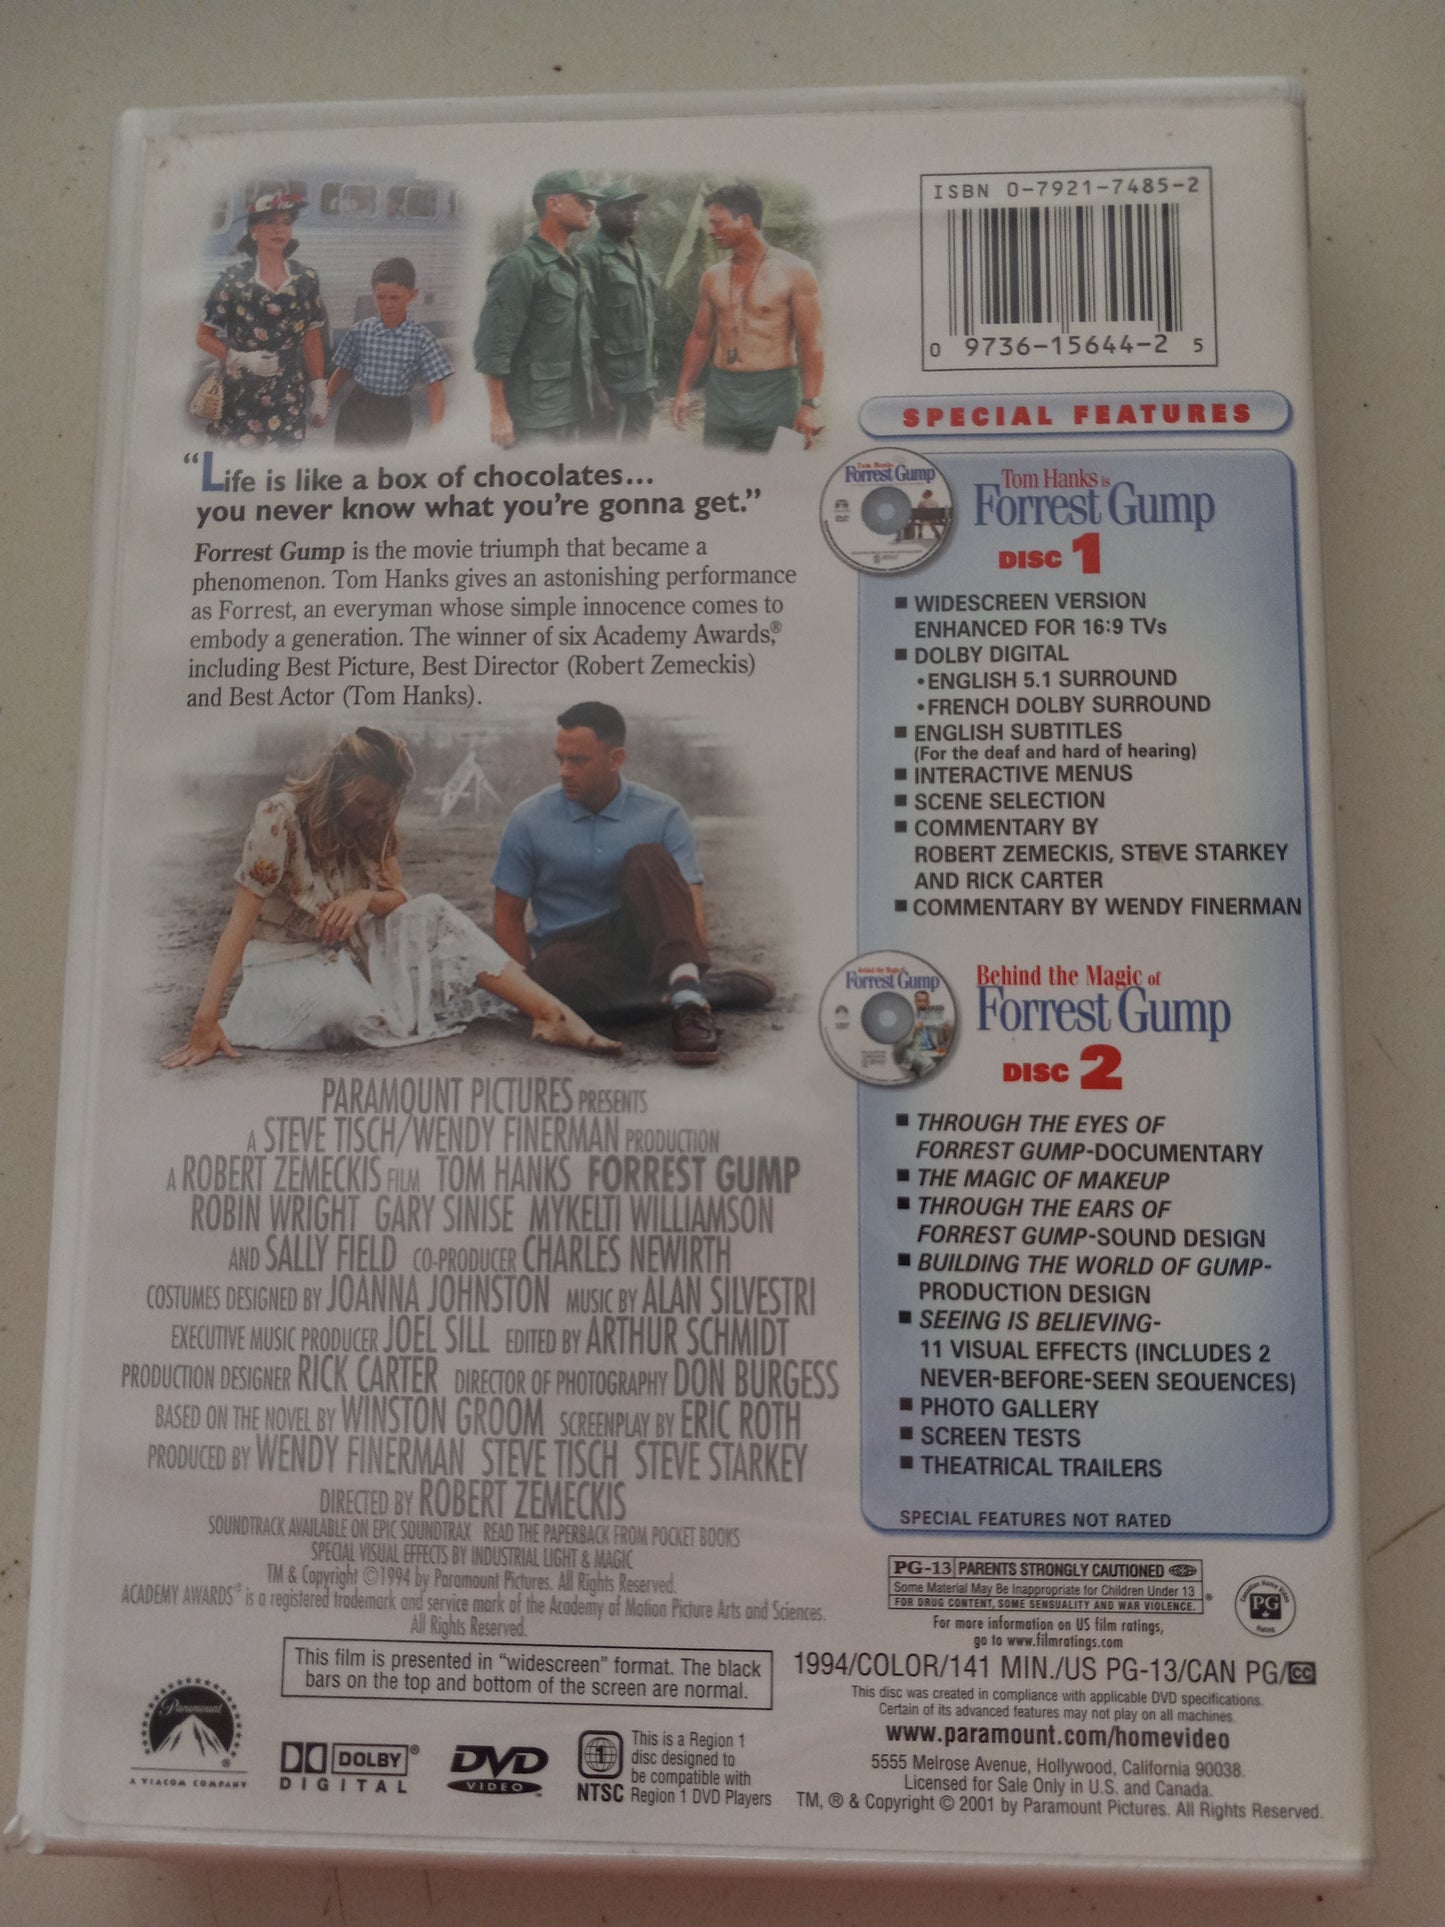 ISBN 0-7921-7485-2
0 9736-15644-2 5
“Life is like a box of chocolates...
you never know what you're gonna get.”
Forrest Gump is the movie triumph that became a
phenomenon. Tom Hanks gives an astonishing performance
as Forrest, an everyman whose simple innocence comes to
embody a generation. The winner of six Academy Awards,®
including Best Picture, Best Director (Robert Zemeckis)
and Best Actor (Tom Hanks).
PARAMOUNT PICTURES PRESENTS
A STEVE TISCH/WENDY FINERMAN PRODUCTION
A ROBERT ZEMECKIS FILM TOM HANKS FORREST GUMP
ROBIN WRIGHT GARY SINISE MYKELTI WILLIAMSON
AND SALLY FIELD CO-PRODUCER CHARLES NEWIRTH
COSTUMES DESIGNED BY JOANNA JOHNSTON MUSIC BY ALAN SILVESTRI
EXECUTIVE MUSIC PRODUCER JOEL SILL EDITED BY ARTHUR SCHMIDT
PRODUCTION DESIGNER RICK CARTER DIRECTOR OF PHOTOGRAPHY DON BURGESS
BASED ON THE NOVEL BY WINSTON GROOM SCREENPLAY BY ERIC ROTH
PRODUCED BY WENDY FINERMAN STEVE TISCH STEVE STARKEY
DIRECTED BY ROBERT ZEMECKIS
SOUNDTRACK AVAILABLE ON EPIC SOUNDTRAX READ THE PAPERBACK FROM POCKET BOOKS
SPECIAL VISUAL EFFECTS BY INDUSTRIAL LIGHT & MAGIC
TM & Copyright ©1994 by Paramount Pictures. All Rights Reserved.
ACADEMY AWARDS® is a registered trademark and service mark of the Academy of Motion Picture Arts and Sciences.
All Rights Reserved.
This film is presented in “widescreen” format. The black
bars on the top and bottom of the screen are normal.
Paramount
®
A VIACOM COMPANY
DOLBY ®
DIGITAL
DVD
VIDEO
1
NTSC
This is a Region 1
disc designed to
be compatible with
Region 1 DVD Players
SPECIAL FEATURES
Forrest Gump
Tom Hanks is
Forrest Gump
DISC 1
■ WIDESCREEN VERSION
ENHANCED FOR 16:9 TVs
■ DOLBY DIGITAL
•ENGLISH 5.1 SURROUND
•FRENCH DOLBY SURROUND
■ ENGLISH SUBTITLES
(For the deaf and hard of hearing)
■ INTERACTIVE MENUS
■ SCENE SELECTION
■ COMMENTARY BY
ROBERT ZEMECKIS, STEVE STARKEY
AND RICK CARTER
■ COMMENTARY BY WENDY FINERMAN
Forrest Gump
Behind the Magic of
Forrest Gump
DISC 2
■ THROUGH THE EYES OF
FORREST GUMP-DOCUMENTARY
■ THE MAGIC OF MAKEUP
■ THROUGH THE EARS OF
FORREST GUMP-SOUND DESIGN
■ BUILDING THE WORLD OF GUMP-
PRODUCTION DESIGN
■ SEEING IS BELIEVING-
11 VISUAL EFFECTS (INCLUDES 2
NEVER-BEFORE-SEEN SEQUENCES)
■ PHOTO GALLERY
■ SCREEN TESTS
■ THEATRICAL TRAILERS
SPECIAL FEATURES NOT RATED
PG-13 PARENTS STRONGLY CAUTIONED
Some Material May Be Inappropriate for Children Under 13 ®
FOR DRUG CONTENT, SOME SENSUALITY AND WAR VIOLENCE.
Canadian Home Video
PG
Rating
For more information on US film ratings,
go to www.filmratings.com
1994/COLOR/141 MIN./US PG-13/CAN PG/CC
This disc was created in compliance with applicable DVD specifications.
Certain of its advanced features may not play on all machines.
www.paramount.com/homevideo
5555 Melrose Avenue, Hollywood, California 90038.
Licensed for Sale Only in U.S. and Canada.
TM, ® & Copyright © 2001 by Paramount Pictures. All Rights Reserved.